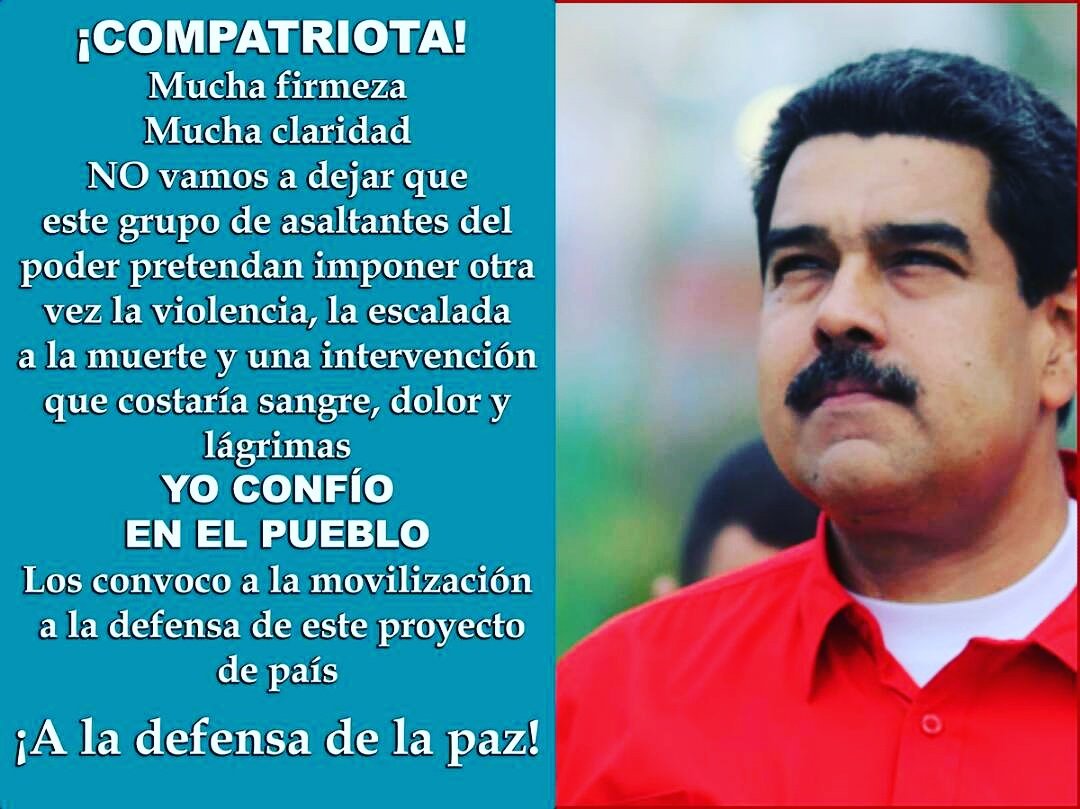 ¡COMPATRIOTA!
Mucha firmeza
Mucha claridad
NO vamos a dejar que
este grupo de asaltantes del
poder pretendan imponer otra
vez la violencia, la escalada
a la muerte y una intervención
que costaría sangre, dolor y
lágrimas
YO CONFÍO
EN EL PUEBLO
Los convoco a la movilización
a la defensa de este proyecto
de país
¡A la defensa de la paz!